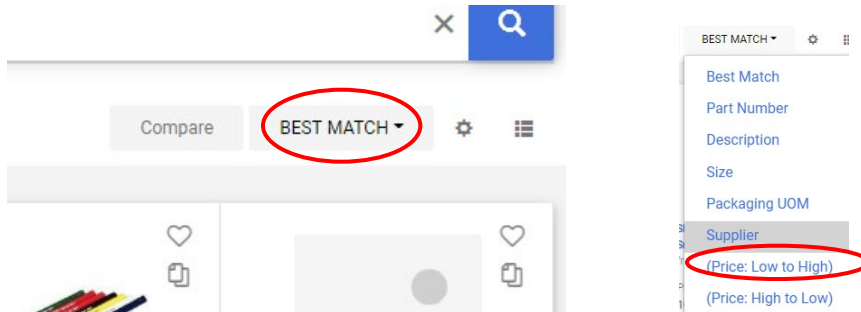 Compare
BEST MATCH
BEST MATCH
Best Match
Part Number
Description
Size
Packaging UOM
Supplier
(Price: Low to High)
(Price: High to Low)